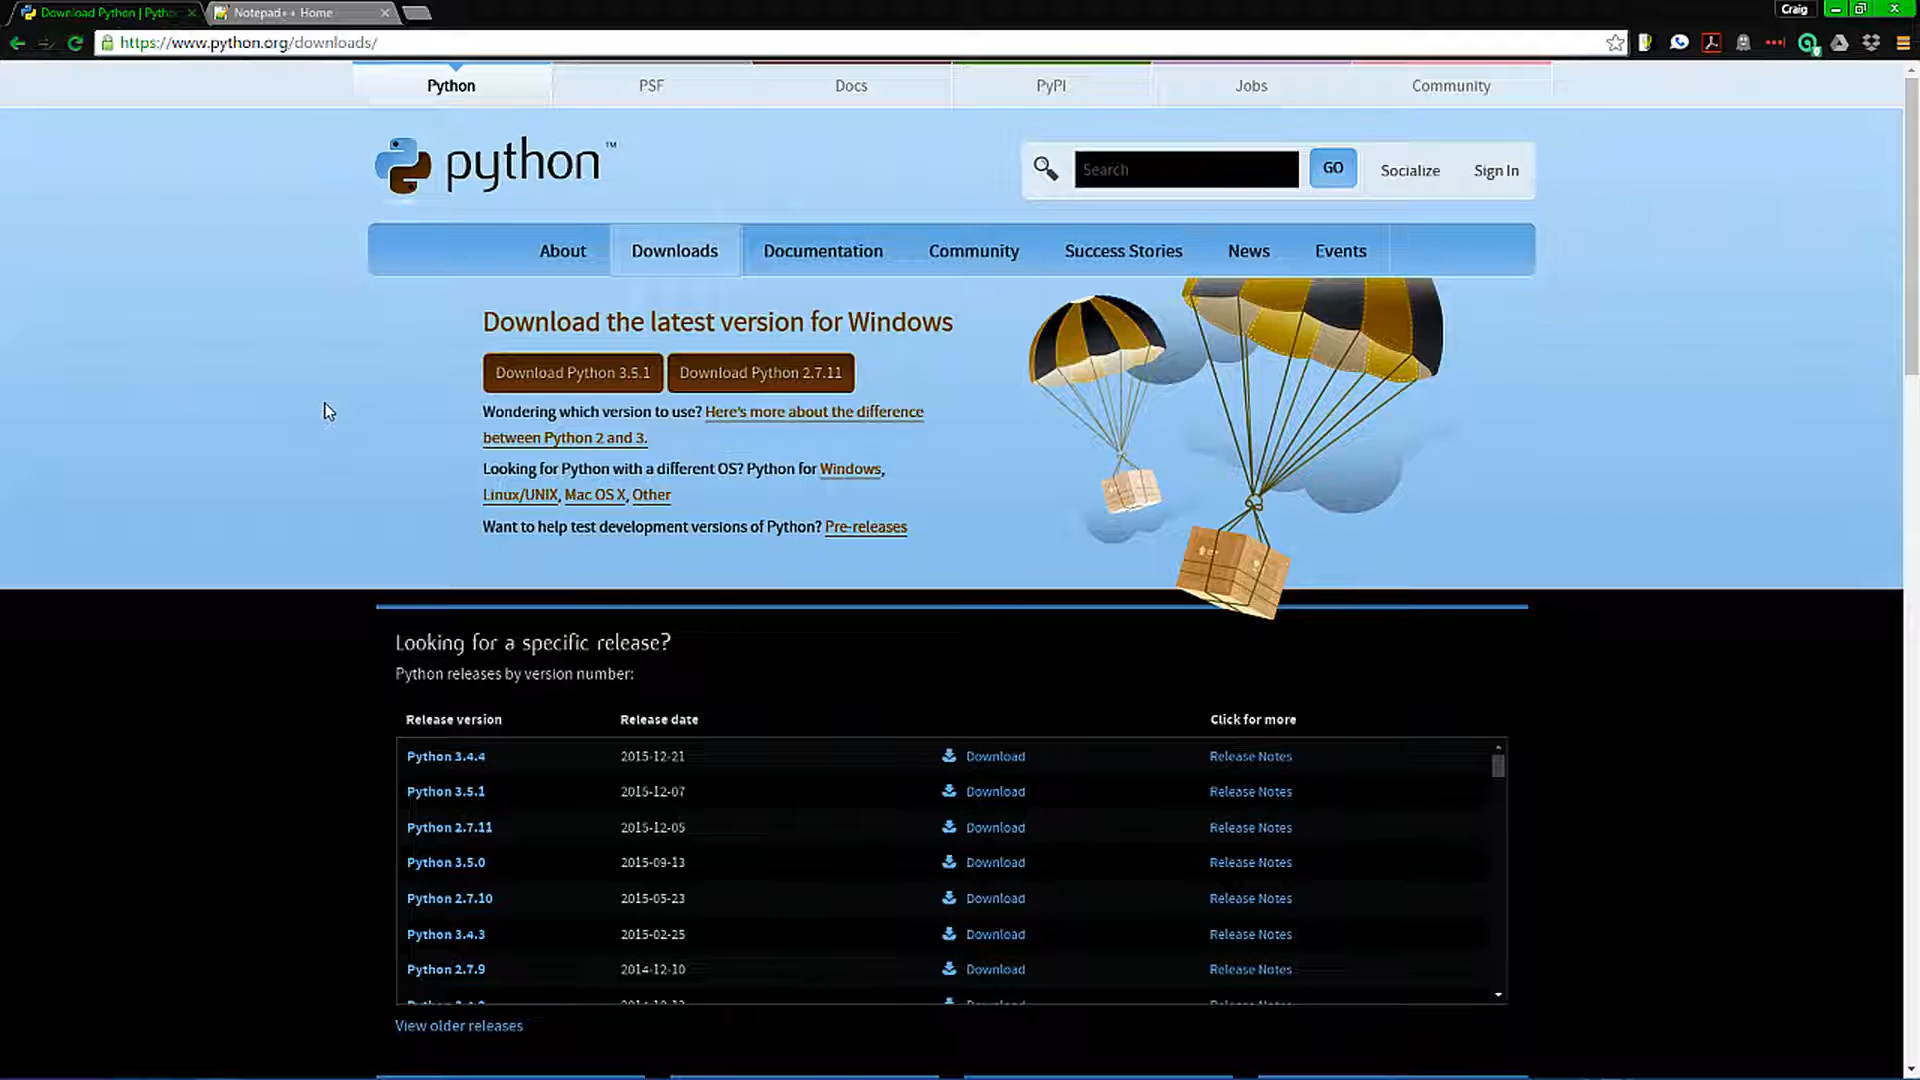 Download Python | Pytho
Notepad++ Home
Craig
https://www.python.org/downloads/
Python
PSF
Docs
PyPI
Jobs
Community
python™
Search
GO
Socialize
Sign In
About
Downloads
Documentation
Community
Success Stories
News
Events
Download the latest version for Windows
Download Python 3.5.1
Download Python 2.7.11
Wondering which version to use? Here's more about the difference
between Python 2 and 3.
Looking for Python with a different OS? Python for Windows,
Linux/UNIX, Mac OS X, Other
Want to help test development versions of Python? Pre-releases
Looking for a specific release?
Python releases by version number:
Release version Release date Click for more
Python 3.4.4 2015-12-21 Download Release Notes
Python 3.5.1 2015-12-07 Download Release Notes
Python 2.7.11 2015-12-05 Download Release Notes
Python 3.5.0 2015-09-13 Download Release Notes
Python 2.7.10 2015-05-23 Download Release Notes
Python 3.4.3 2015-02-25 Download Release Notes
Python 2.7.9 2014-12-10 Download Release Notes
View older releases